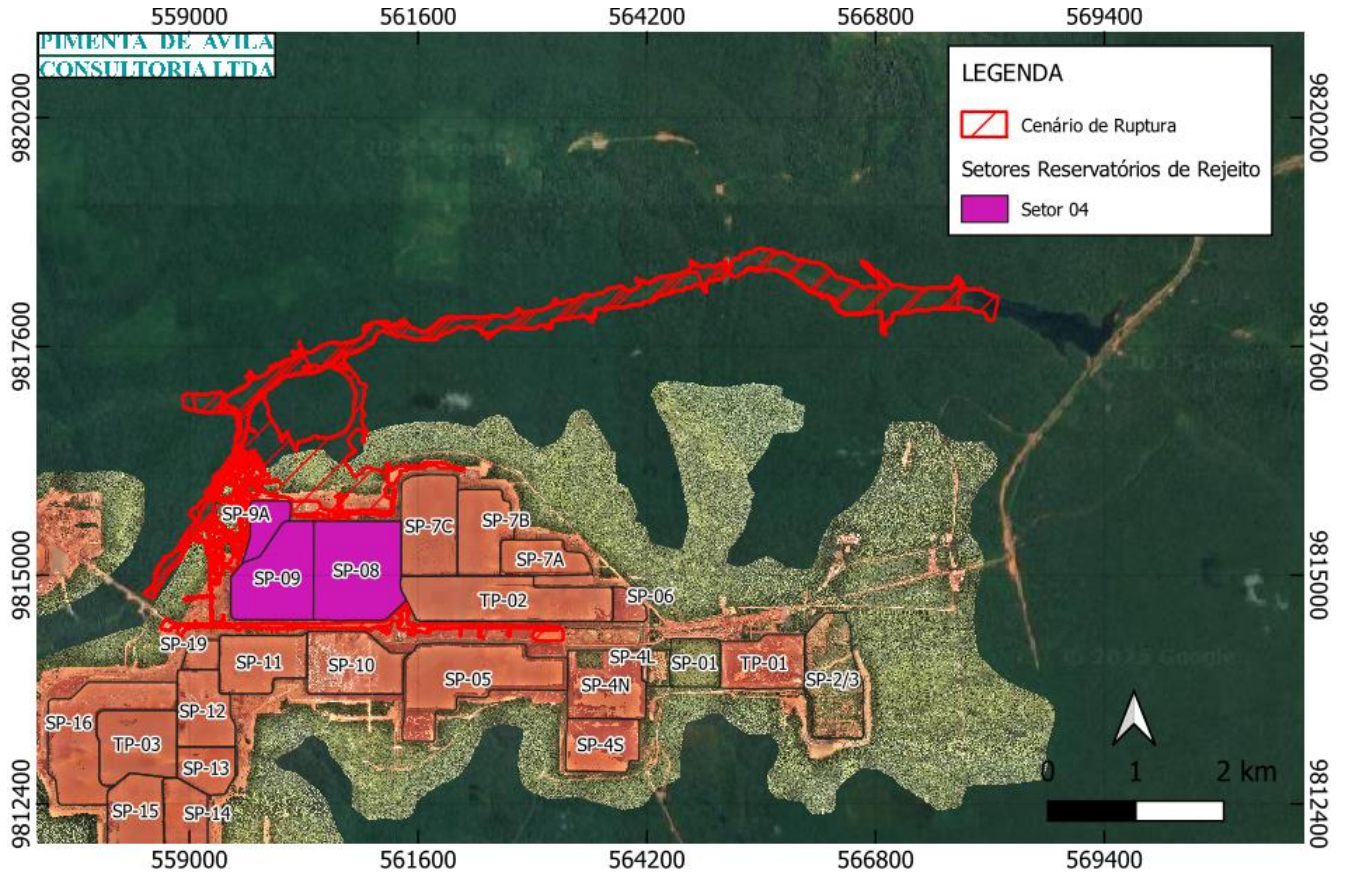 559000 561600 564200 566800 569400
PIMENTA DE AVILA
CONSULTORIA LTDA
LEGENDA
Cenário de Ruptura
Setores Reservatórios de Rejeito
Setor 04
9820200
9820200
9817600
9817600
9815000
9815000
9812400
9812400
SP-9A
SP-7C
SP-7B
SP-7A
SP-09
SP-08
TP-02
SP-06
SP-19
SP-11
SP-10
SP-05
SP-4L
SP-4N
SP-01
TP-01
SP-2/3
SP-16
SP-12
TP-03
SP-13
SP-4S
SP-15
SP-14
0 1 2 km
559000 561600 564200 566800 569400